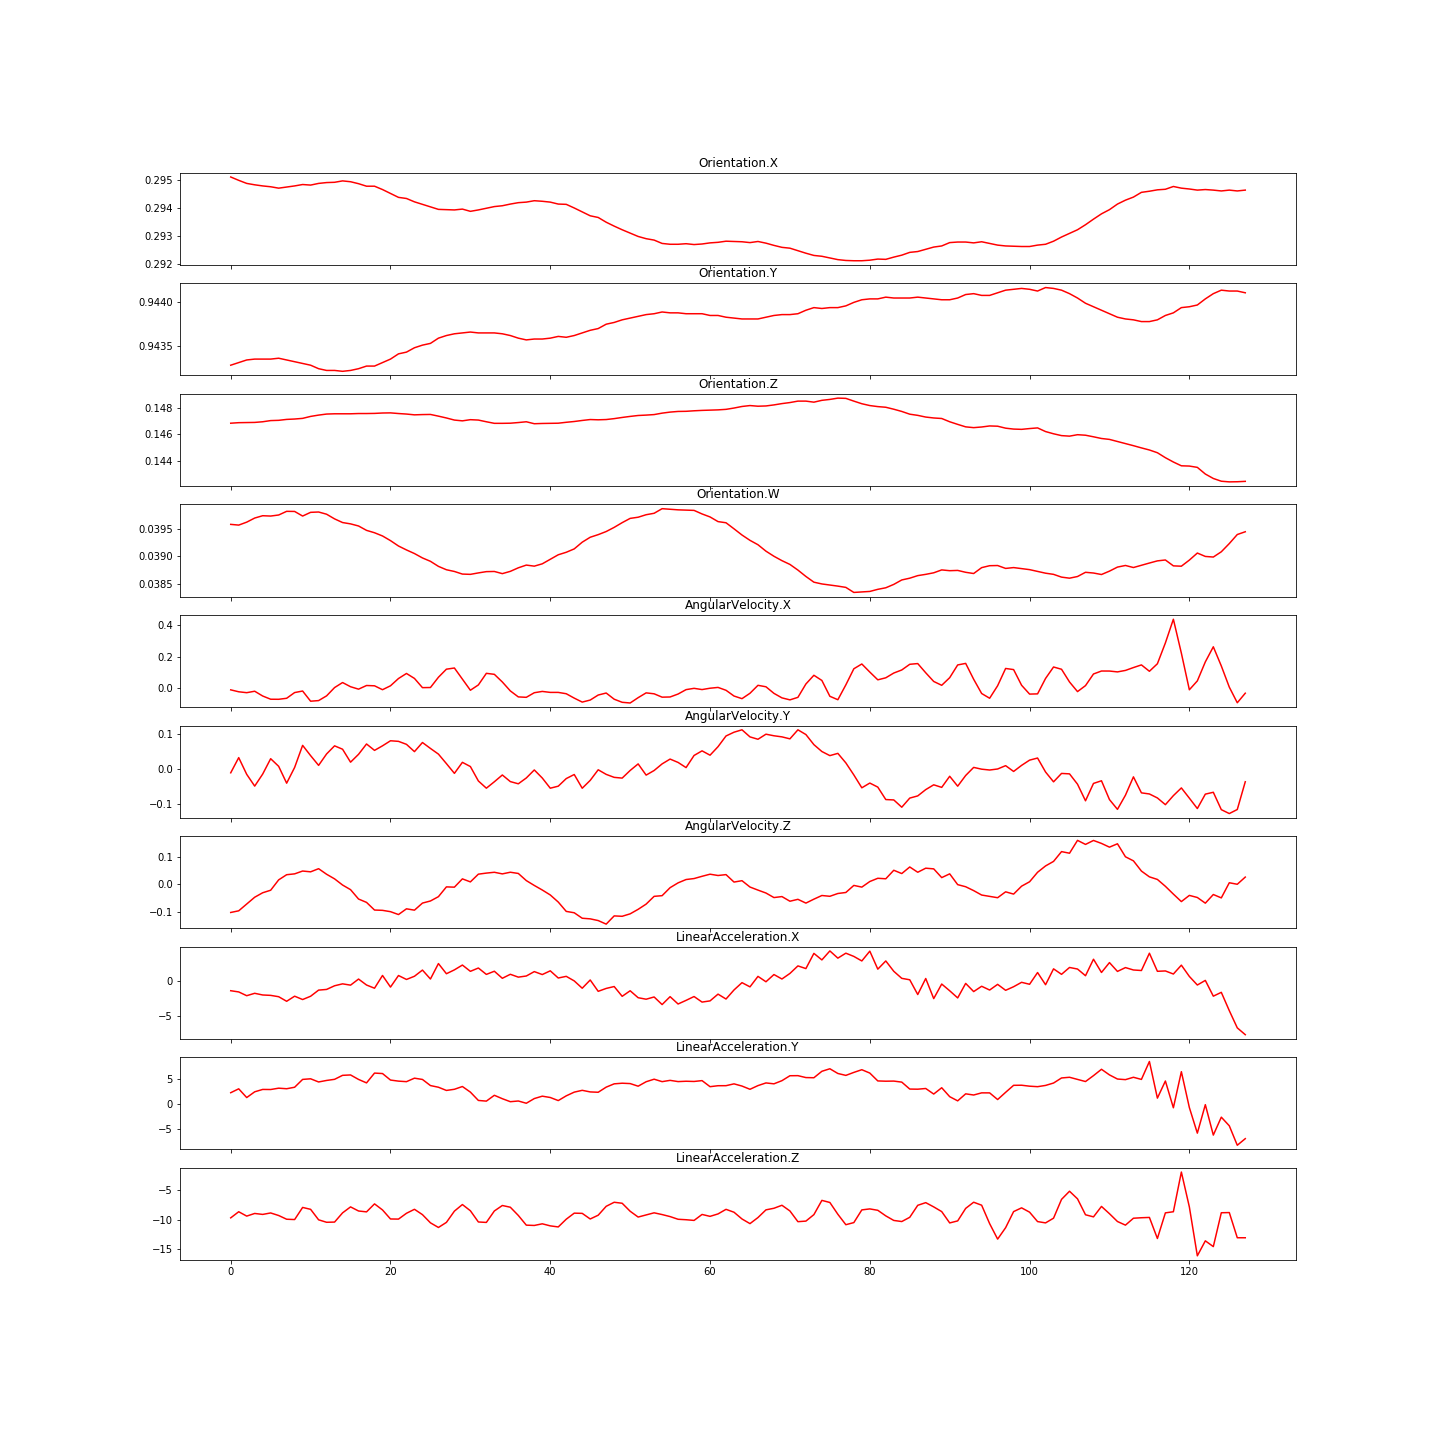 Orientation.X
0.295
0.294
0.293
0.292
Orientation.Y
0.9440
0.9435
Orientation.Z
0.148
0.146
0.144
Orientation.W
0.0395
0.0390
0.0385
AngularVelocity.X
0.4
0.2
0.0
AngularVelocity.Y
0.1
0.0
−0.1
AngularVelocity.Z
0.1
0.0
−0.1
LinearAcceleration.X
0
−5
LinearAcceleration.Y
5
0
−5
LinearAcceleration.Z
−5
−10
−15
0 20 40 60 80 100 120